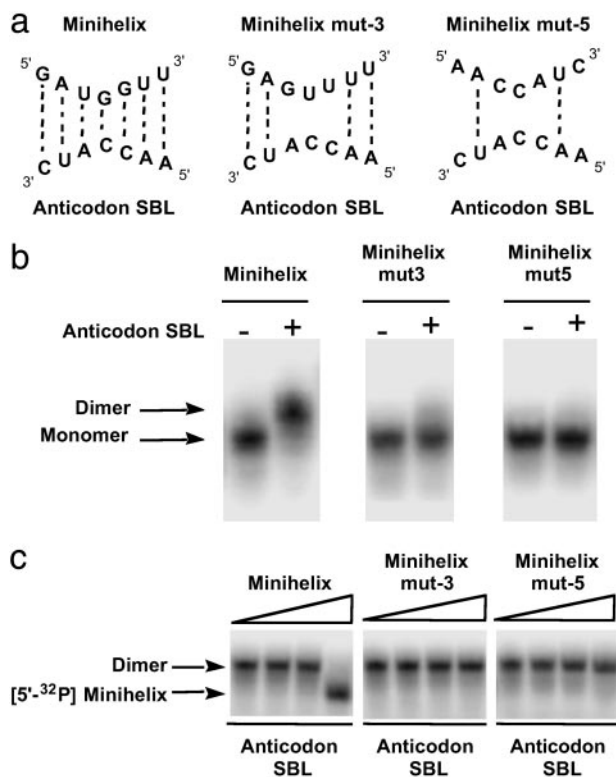 a
Minihelix
Minihelix mut-3
Minihelix mut-5
5' G A U G G U U 3'
5' G A G U U U U 3'
5' A A C C A U C 3'
3' C U A C C A A 5'
3' C U A C C A A 5'
3' C U A C C A A 5'
Anticodon SBL
Anticodon SBL
Anticodon SBL
b
Minihelix
Minihelix
mut3
Minihelix
mut5
Anticodon SBL
- +
- +
- +
Dimer
Monomer
c
Minihelix
Minihelix
mut-3
Minihelix
mut-5
Dimer
[5'-32P] Minihelix
Anticodon
SBL
Anticodon
SBL
Anticodon
SBL